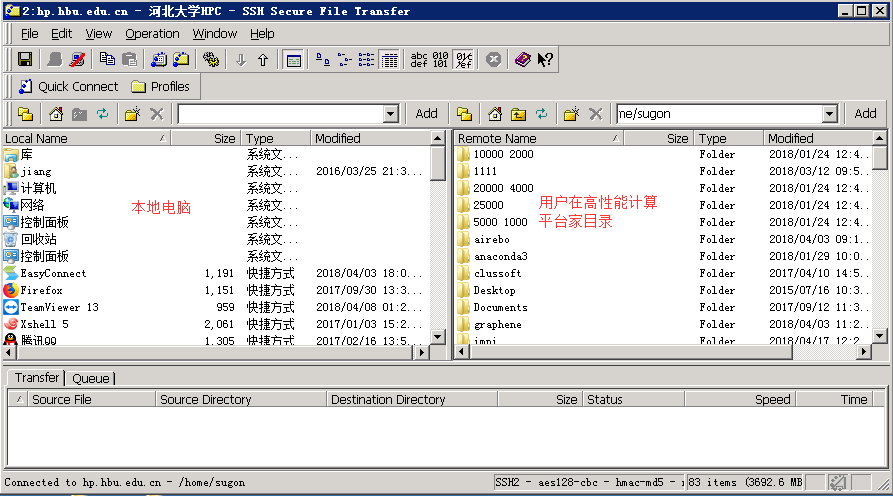 2:hp.hbu.edu.cn - 河北大学HPC - SSH Secure File Transfer
File Edit View Operation Window Help
abc 010
def 101
Quick Connect Profiles
Add me/sugon Add
Local Name Size Type Modified
库 系统文...
jiang 系统文... 2016/03/25 21:3...
计算机 系统文...
网络 系统文...
控制面板 系统文...
回收站 系统文...
控制面板 系统文...
EasyConnect 1,191 快捷方式 2018/04/03 18:0...
Firefox 1,151 快捷方式 2017/09/30 13:3...
TeamViewer 13 959 快捷方式 2018/04/08 01:2...
Xshell 5 2,061 快捷方式 2017/01/03 15:2...
腾讯QQ 1,305 快捷方式 2017/02/16 13:5...
本地电脑
Remote Name Size Type Modified
10000 2000 Folder 2018/01/24 12:4...
1111 Folder 2018/03/12 09:5...
20000 4000 Folder 2018/01/24 12:4...
25000 Folder 2018/01/24 12:4...
5000 1000 Folder 2018/01/24 12:4...
airebo Folder 2018/04/03 09:1...
anaconda3 Folder 2018/01/29 10:0...
clussoft Folder 2017/04/10 14:5...
Desktop Folder 2015/07/16 10:3...
Documents Folder 2017/09/12 11:3...
graphene Folder 2018/04/03 11:2...
impi Folder 2018/04/17 12:2...
用户在高性能计算
平台家目录
Transfer Queue
Source File Source Directory Destination Directory Size Status Speed Time
Connected to hp.hbu.edu.cn - /home/sugon SSH2 - aes128-cbc - hmac-md5 - 83 items (3692.6 MB